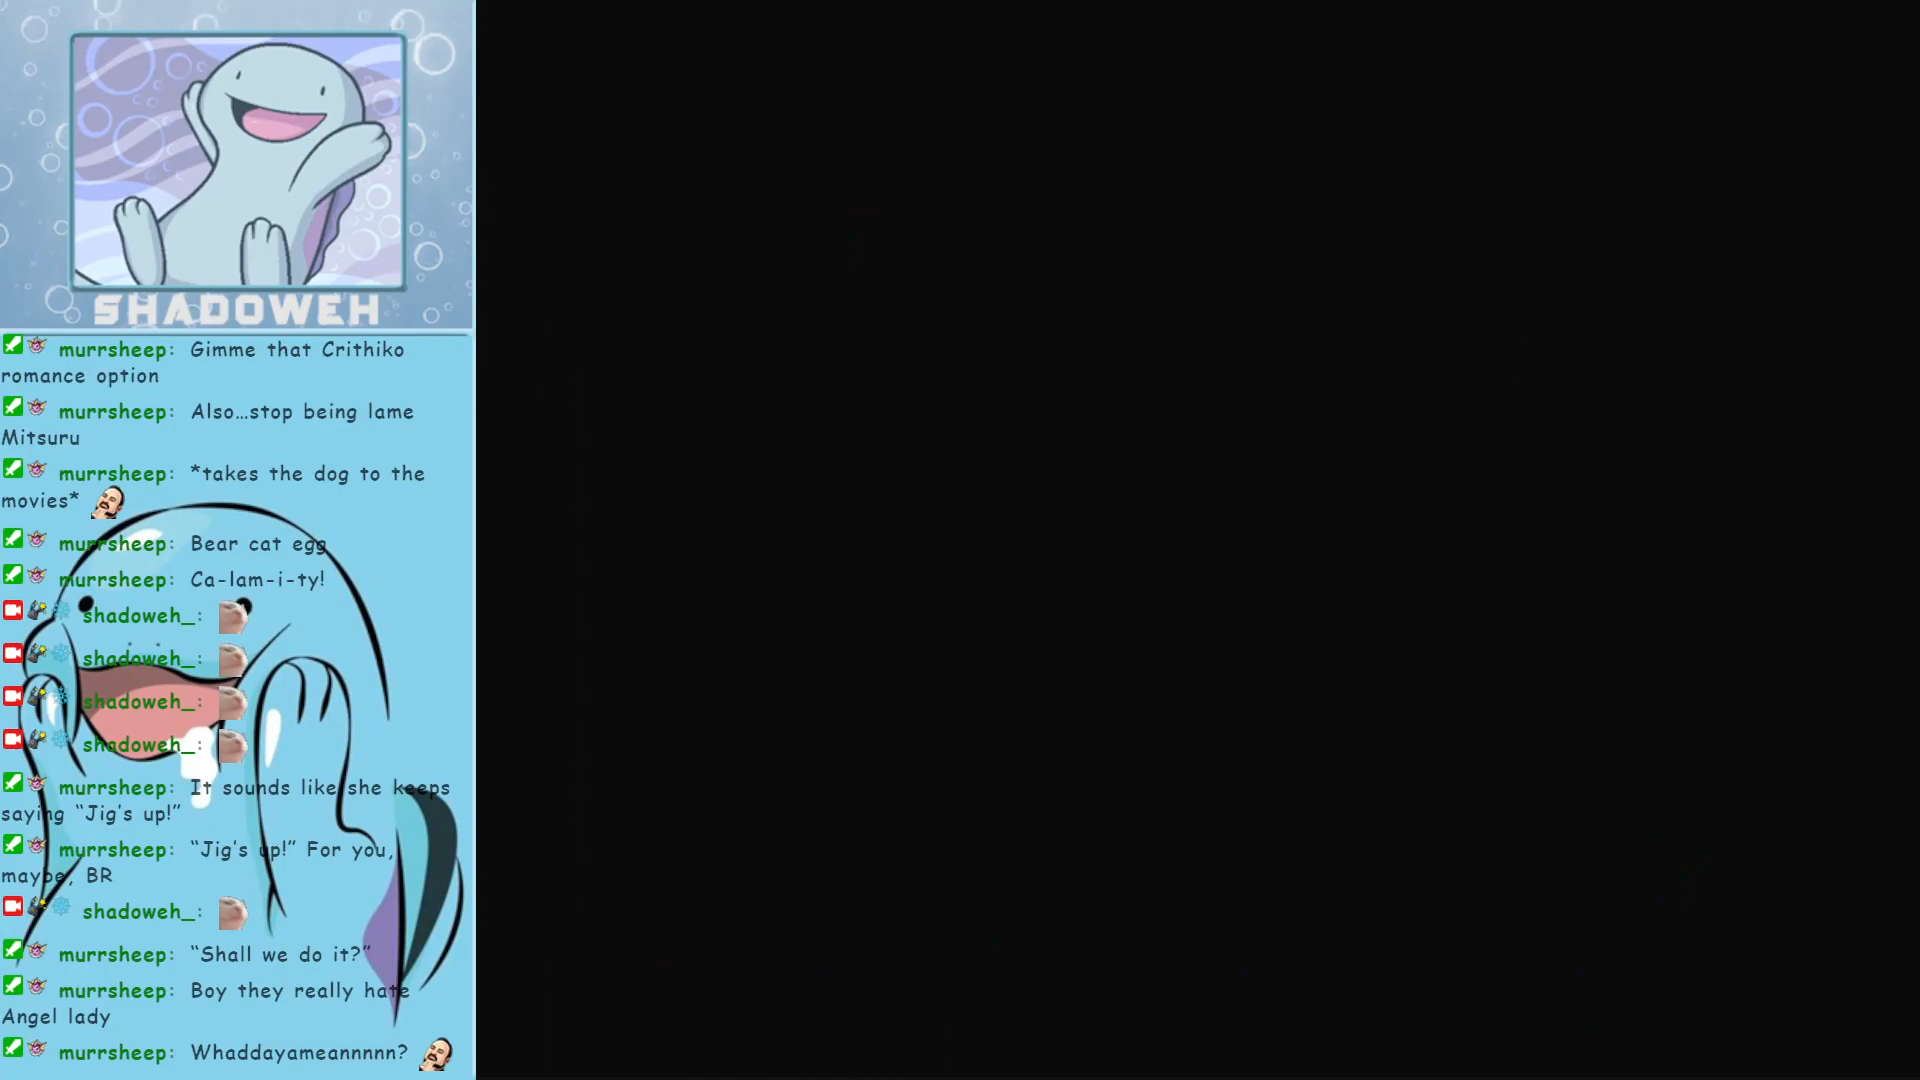 SHADOWEH
murrsheep: Gimme that Crithiko
romance option
murrsheep: Also...stop being lame
Mitsuru
murrsheep: *takes the dog to the
movies*
murrsheep: Bear cat egg
murrsheep: Ca-lam-i-ty!
shadoweh_:
shadoweh_:
shadoweh_:
shadoweh_:
murrsheep: It sounds like she keeps
saying “Jig’s up!”
murrsheep: “Jig’s up!” For you,
maybe, BR
shadoweh_:
murrsheep: “Shall we do it?”
murrsheep: Boy they really hate
Angel lady
murrsheep: Whaddayameannnnn?